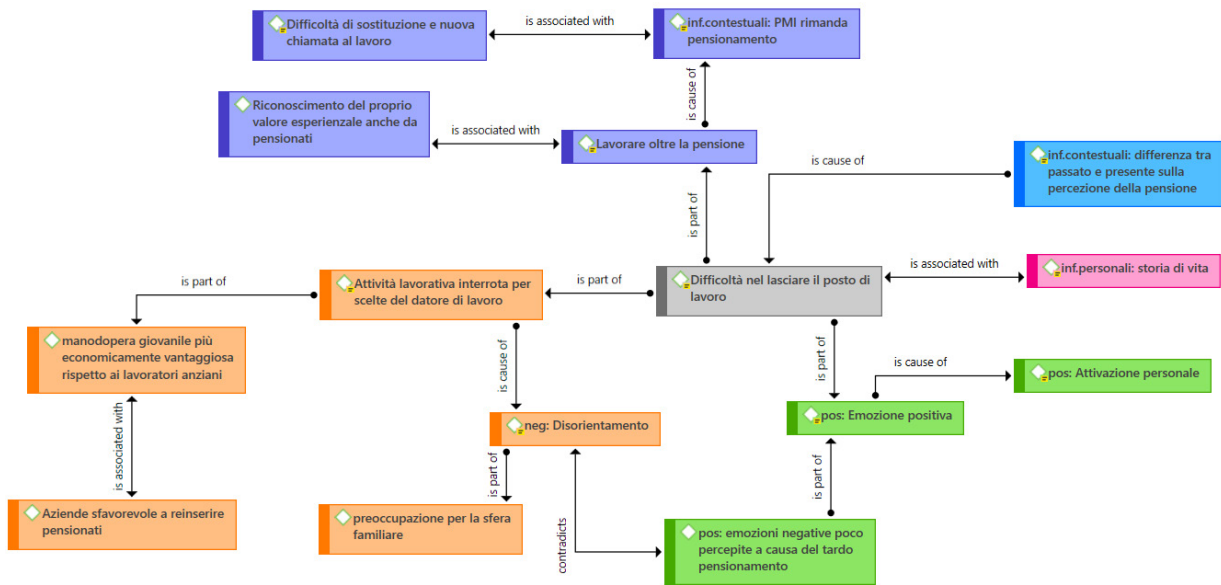 Difficoltà di sostituzione e nuova
chiamata al lavoro
is associated with
inf.contestuali: PMI rimanda
pensionamento
is cause of
Riconoscimento del proprio
valore esperienzale anche da
pensionati
is associated with
Lavorare oltre la pensione
is cause of
inf.contestuali: differenza tra
passato e presente sulla
percezione della pensione
is part of
is part of
Attività lavorativa interrota per
scelte del datore di lavoro
is part of
Difficoltà nel lasciare il posto di
lavoro
is associated with
inf.personali: storia di vita
manodopera giovanile più
economicamente vantaggiosa
rispetto ai lavoratori anziani
is cause of
is part of
is cause of
pos: Attivazione personale
is associated with
neg: Disorientamento
pos: Emozione positiva
is part of
is part of
Aziende sfavorevole a reinserire
pensionati
preoccupazione per la sfera
familiare
contradicts
pos: emozioni negative poco
percepite a causa del tardo
pensionamento